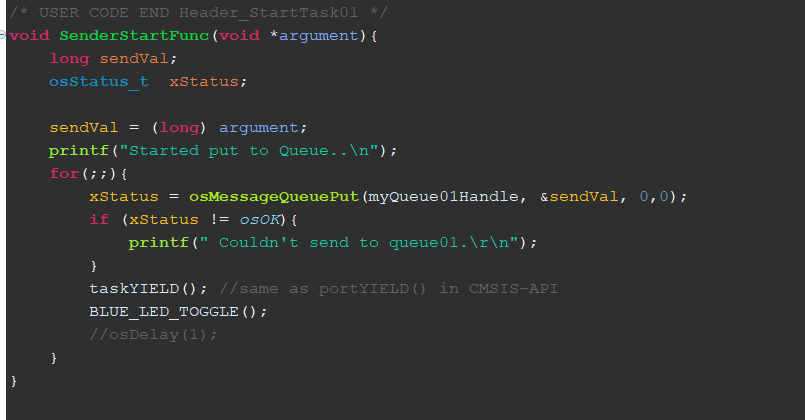 /* USER CODE END Header_StartTask01 */
void SenderStartFunc(void *argument){
    long sendVal;
    osStatus_t  xStatus;

    sendVal = (long) argument;
    printf("Started put to Queue..\n");
    for(;;){
        xStatus = osMessageQueuePut(myQueue01Handle, &sendVal, 0,0);
        if (xStatus != osOK){
            printf(" Couldn't send to queue01.\r\n");
        }
        taskYIELD(); //same as portYIELD() in CMSIS-API
        BLUE_LED_TOGGLE();
        //osDelay(1);
    }
}